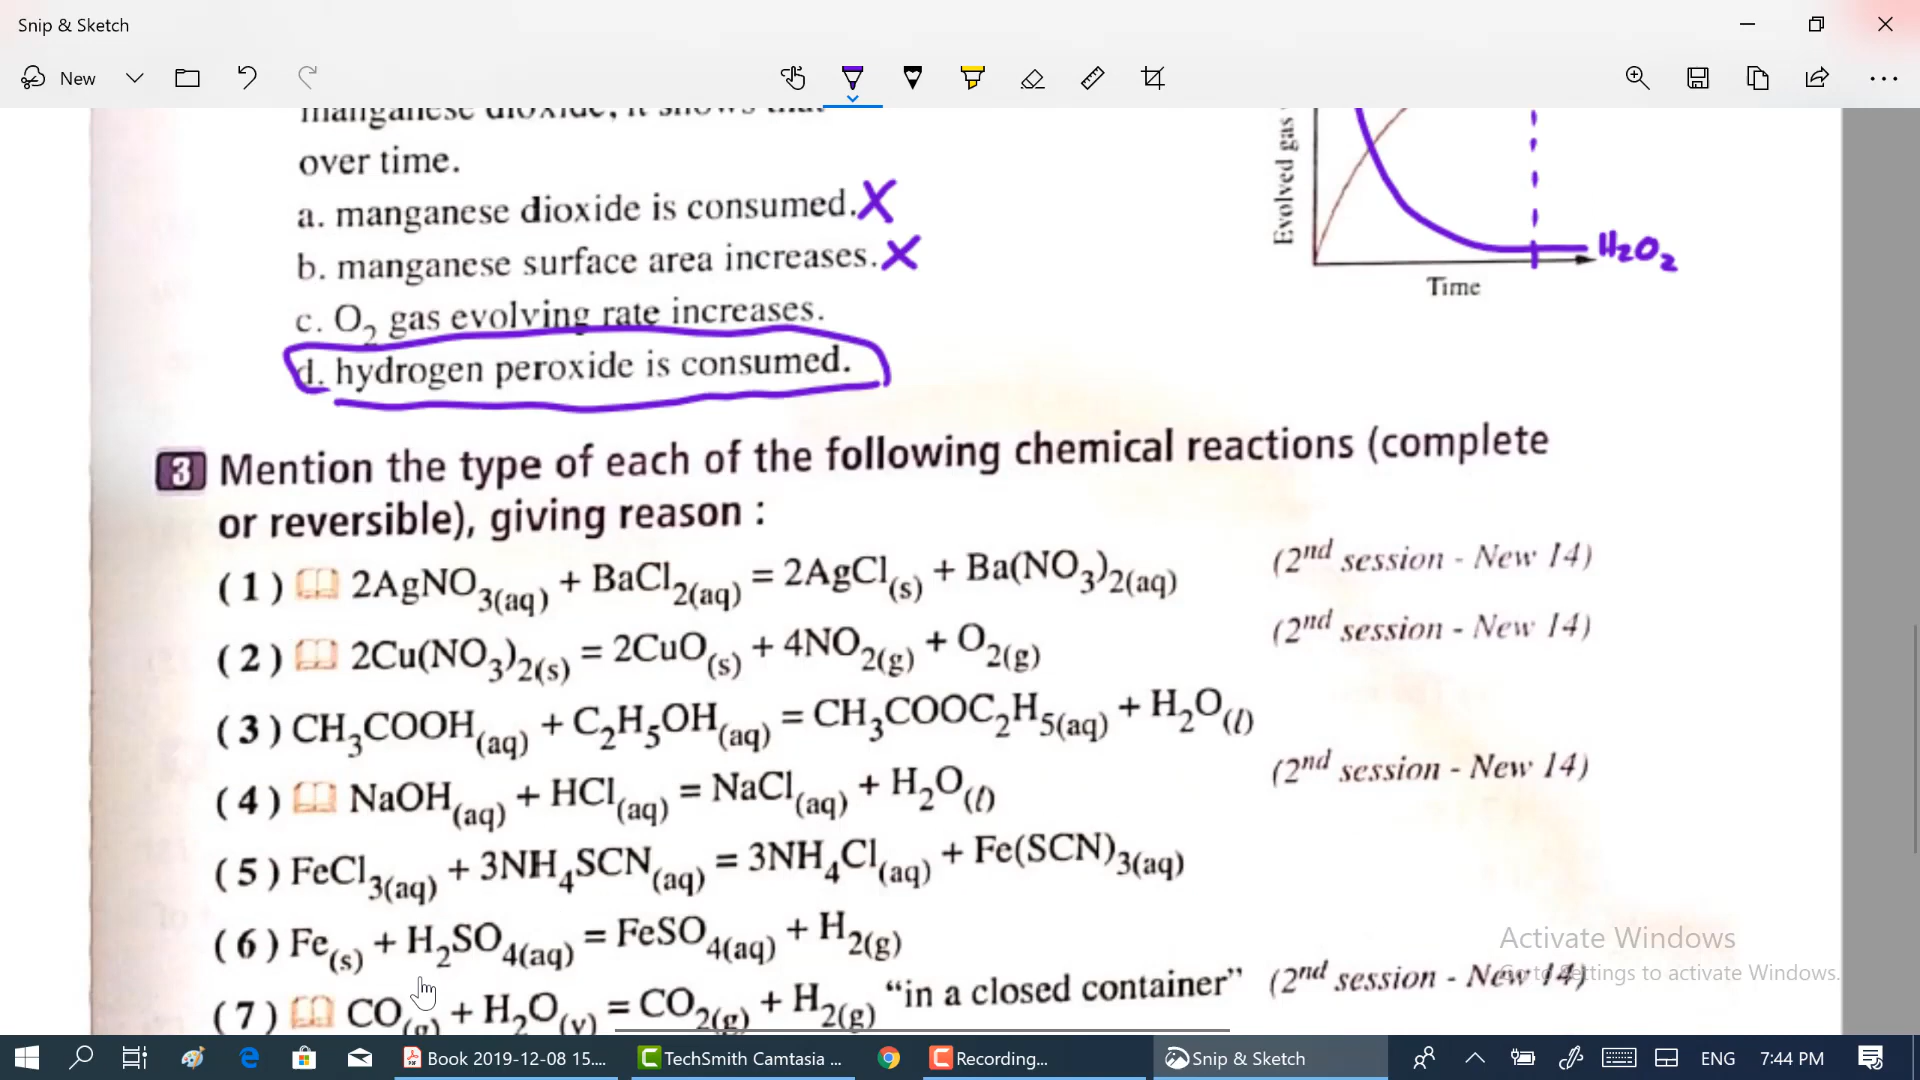 Snip & Sketch
New
manganese dioxide, it shows that
over time.
a. manganese dioxide is consumed. X
b. manganese surface area increases. X
c. O₂ gas evolving rate increases.
d. hydrogen peroxide is consumed.
Evolved gas
Time
H₂O₂
3 Mention the type of each of the following chemical reactions (complete
or reversible), giving reason :
(1) 2AgNO₃(aq) + BaCl₂(aq) = 2AgCl(s) + Ba(NO₃)₂(aq) (2nd session - New 14)
(2) 2Cu(NO₃)₂(s) = 2CuO(s) + 4NO₂(g) + O₂(g) (2nd session - New 14)
(3) CH₃COOH(aq) + C₂H₅OH(aq) = CH₃COOC₂H₅(aq) + H₂O(l)
(4) NaOH(aq) + HCl(aq) = NaCl(aq) + H₂O(l) (2nd session - New 14)
(5) FeCl₃(aq) + 3NH₄SCN(aq) = 3NH₄Cl(aq) + Fe(SCN)₃(aq)
(6) Fe(s) + H₂SO₄(aq) = FeSO₄(aq) + H₂(g)
(7) CO(g) + H₂O(v) = CO₂(g) + H₂(g) "in a closed container" (2nd session - New 14)
Activate Windows
Go to Settings to activate Windows.
Book 2019-12-08 15....
TechSmith Camtasia ...
Recording...
Snip & Sketch
ENG
7:44 PM